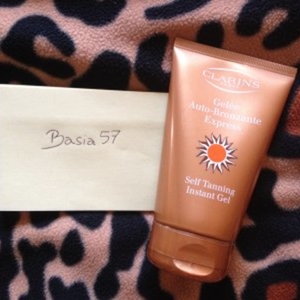 Basia 57
CLARINS
Gelée
Auto-Bronzante
Express
Self Tanning
Instant Gel